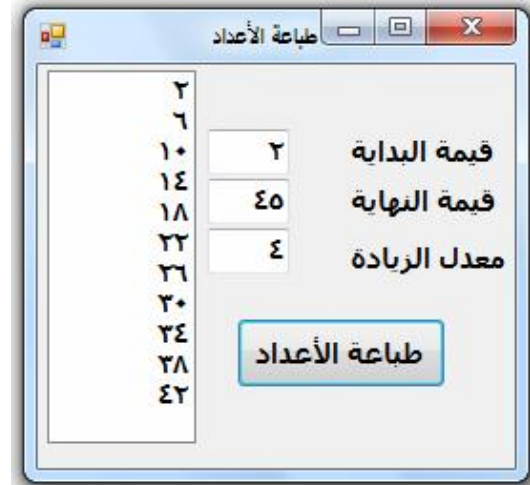 طباعة الأعداد
قيمة البداية ٢
قيمة النهاية ٤٥
معدل الزيادة ٤
طباعة الأعداد
٢
٦
١٠
١٤
١٨
٢٢
٢٦
٣٠
٣٤
٣٨
٤٢